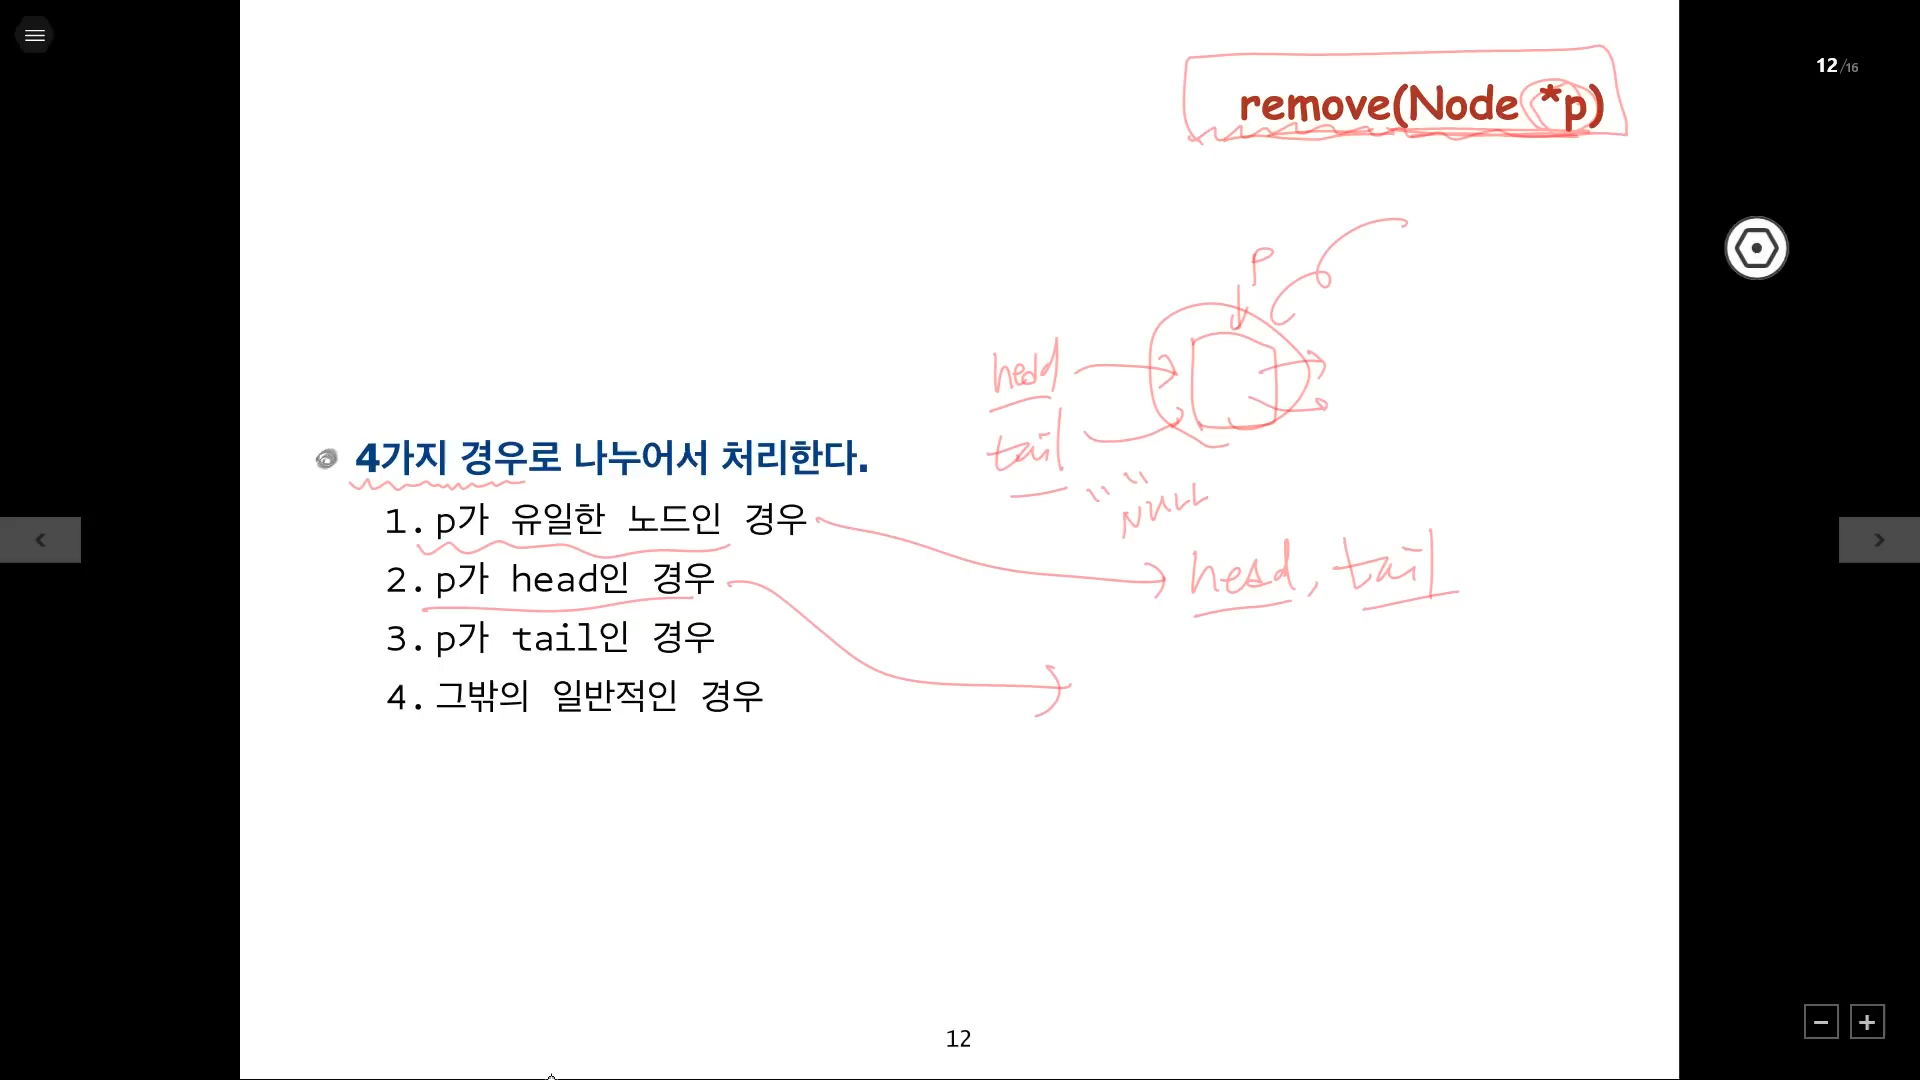 12/16
remove(Node *p)
p
head
tail
NULL
4가지 경우로 나누어서 처리한다.
1. p가 유일한 노드인 경우
head, tail
2. p가 head인 경우
3. p가 tail인 경우
4. 그밖의 일반적인 경우
12